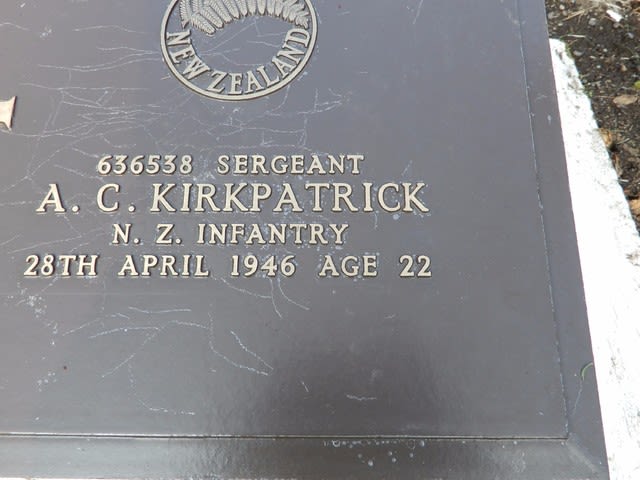 NEW ZEALAND
636538 SERGEANT
A. C. KIRKPATRICK
N. Z. INFANTRY
28TH APRIL 1946 AGE 22